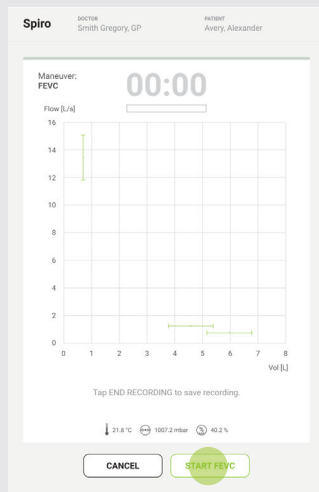 Spiro
DOCTOR
Smith Gregory, GP
PATIENT
Avery, Alexander
Maneuver:
FEVC
00:00
Flow [L/s]
16
14
12
10
8
6
4
2
0
0 1 2 3 4 5 6 7 8
Vol [L]
Tap END RECORDING to save recording.
21.8 °C 1007.2 mbar 40.2 %
CANCEL
START FEVC